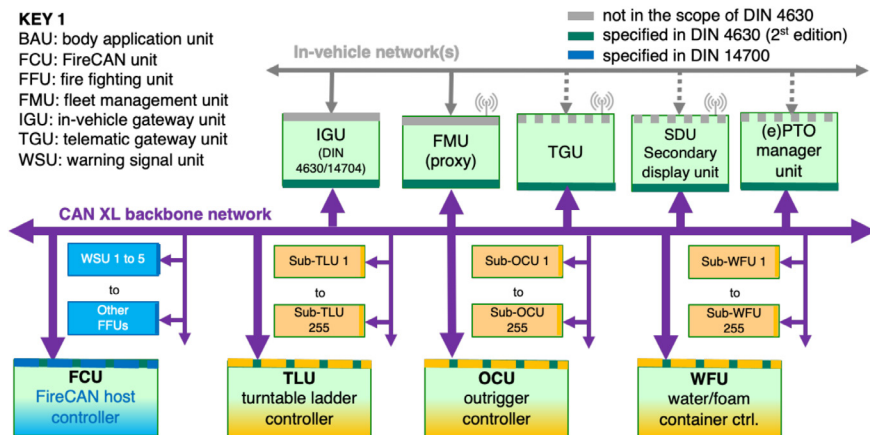 KEY 1
BAU: body application unit
FCU: FireCAN unit
FFU: fire fighting unit
FMU: fleet management unit
IGU: in-vehicle gateway unit
TGU: telematic gateway unit
WSU: warning signal unit
not in the scope of DIN 4630
specified in DIN 4630 (2st edition)
specified in DIN 14700
In-vehicle network(s)
IGU
(DIN
4630/14704)
FMU
(proxy)
TGU
SDU
Secondary
display unit
(e)PTO
manager
unit
CAN XL backbone network
WSU 1 to 5
to
Other
FFUs
Sub-TLU 1
to
Sub-TLU
255
Sub-OCU 1
to
Sub-OCU
255
Sub-WFU 1
to
Sub-WFU
255
FCU
FireCAN host
controller
TLU
turntable ladder
controller
OCU
outrigger
controller
WFU
water/foam
container ctrl.